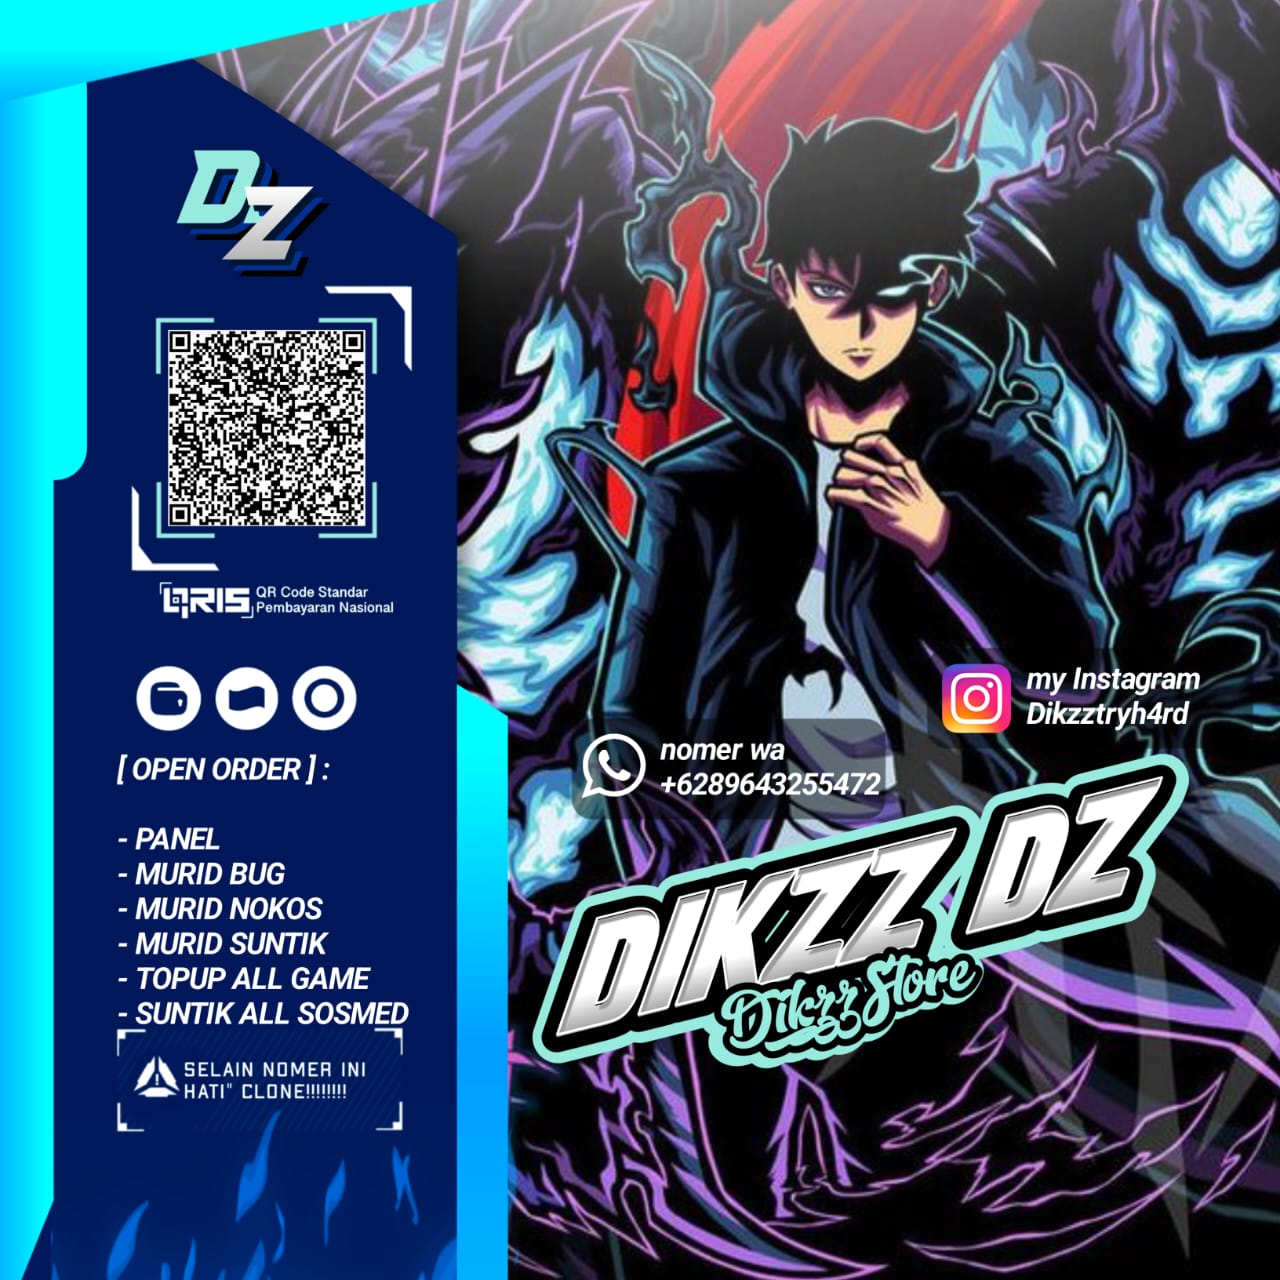 DZ
QRIS QR Code Standar
Pembayaran Nasional
[ OPEN ORDER ] :
- PANEL
- MURID BUG
- MURID NOKOS
- MURID SUNTIK
- TOPUP ALL GAME
- SUNTIK ALL SOSMED
SELAIN NOMER INI
HATI" CLONE!!!!!!!!
my Instagram
Dikzztryh4rd
nomer wa
+6289643255472
DIKZZ DZ
Dikzz Store